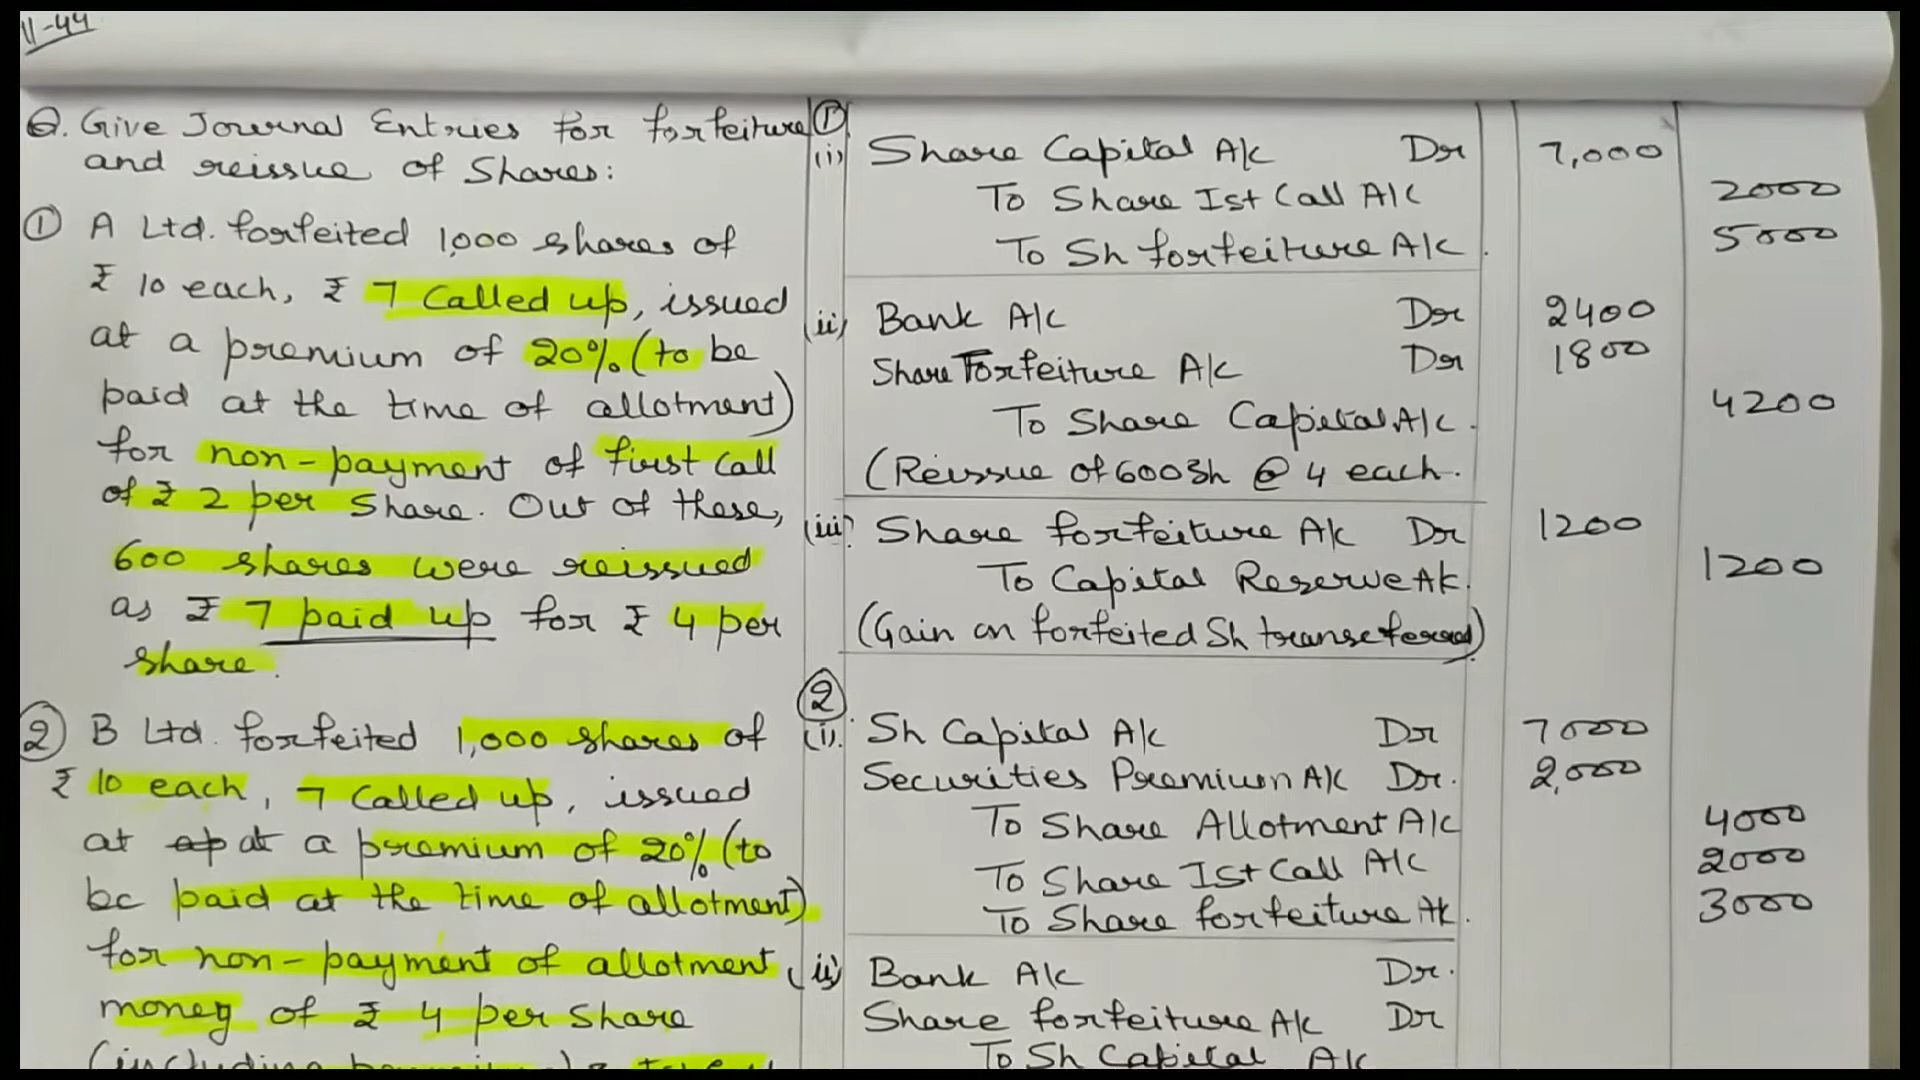 11-44
Q. Give Journal Entries for forfeiture
and reissue of Shares:
① A Ltd. forfeited 1,000 shares of
₹ 10 each, ₹ 7 Called up, issued
at a premium of 20% (to be
paid at the time of allotment)
for non-payment of first call
of ₹ 2 per share. Out of these,
600 shares were reissued
as ₹ 7 paid up for ₹ 4 per
share.
② B Ltd. forfeited 1,000 shares of
₹ 10 each, 7 Called up, issued
at a premium of 20% (to
be paid at the time of allotment)
for non-payment of allotment
money of ₹ 4 per share
①
(i) Share Capital A/c Dr 7,000
To Share Ist Call A/c 2000
To Sh forfeiture A/c. 5000
(ii) Bank A/c Dr 2400
Share Forfeiture A/c Dr 1800
To Share Capital A/c. 4200
(Reissue of 600 Sh @ 4 each.
(iii) Share forfeiture A/c Dr 1200
To Capital Reserve A/c. 1200
(Gain on forfeited Sh transferred)
②
(i). Sh Capital A/c Dr 7000
Securities Premium A/c Dr. 2,000
To Share Allotment A/c 4000
To Share Ist Call A/c 2000
To Share forfeiture A/c. 3000
(ii) Bank A/c Dr.
Share forfeiture A/c Dr
To Sh Capital A/c